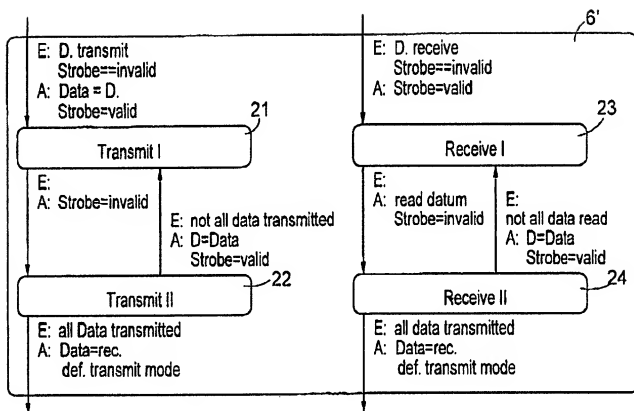 6'
E: D. transmit
Strobe==invalid
A: Data = D.
Strobe=valid
21
Transmit I
E:
A: Strobe=invalid
E: not all data transmitted
A: D=Data
Strobe=valid
22
Transmit II
E: all Data transmitted
A: Data=rec.
def. transmit mode
E: D. receive
Strobe==invalid
A: Strobe=valid
23
Receive I
E:
A: read datum
Strobe=invalid
E:
not all data read
A: D=Data
Strobe=valid
24
Receive II
E: all data transmitted
A: Data=rec.
def. transmit mode